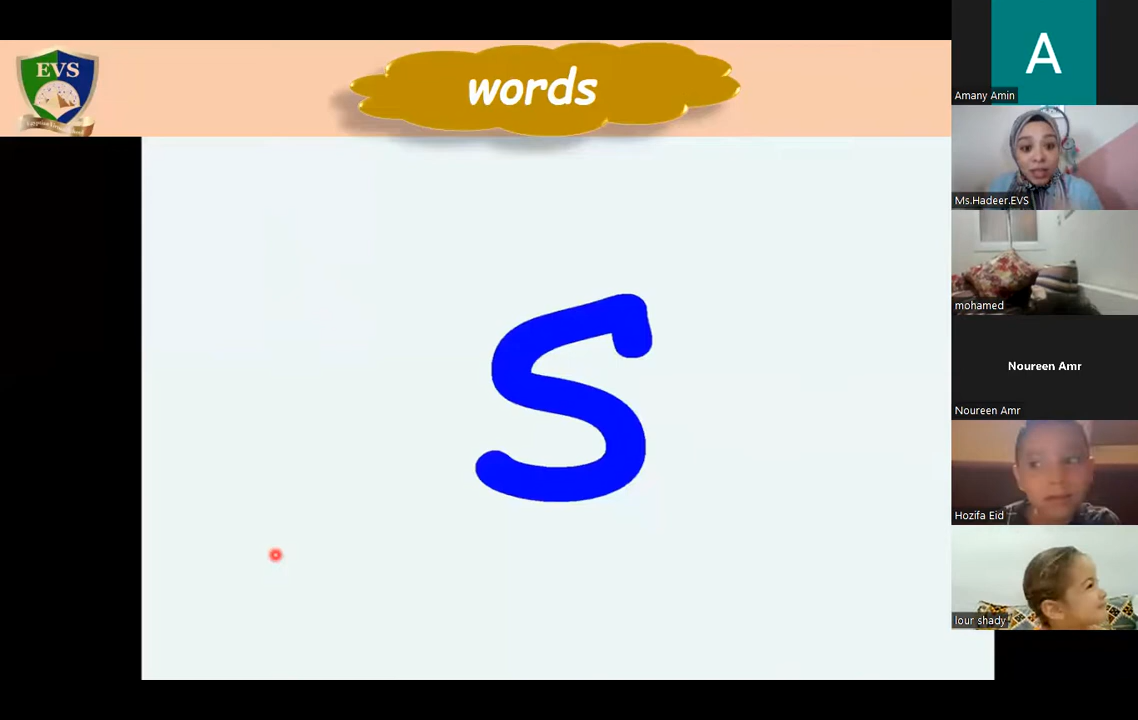 EVS
words
S
A
Amany Amin
Ms.Hadeer.EVS
mohamed
Noureen Amr
Noureen Amr
Hozifa Eid
lour shady